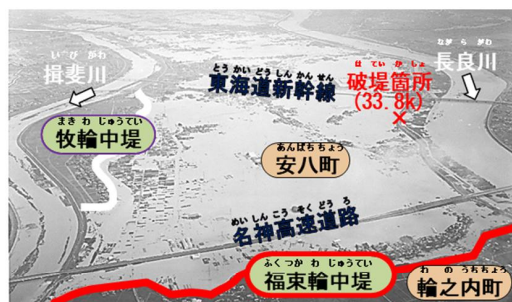 いびがわ
揖斐川
とうかいどうしんかんせん
東海道新幹線
はていかしょ
破堤箇所
(33.8k)
ながらがわ
長良川
まきわじゅうてい
牧輪中堤
あんぱちちょう
安八町
めいしんこうそくどうろ
名神高速道路
ふくつかわじゅうてい
福束輪中堤
わのうちちょう
輪之内町